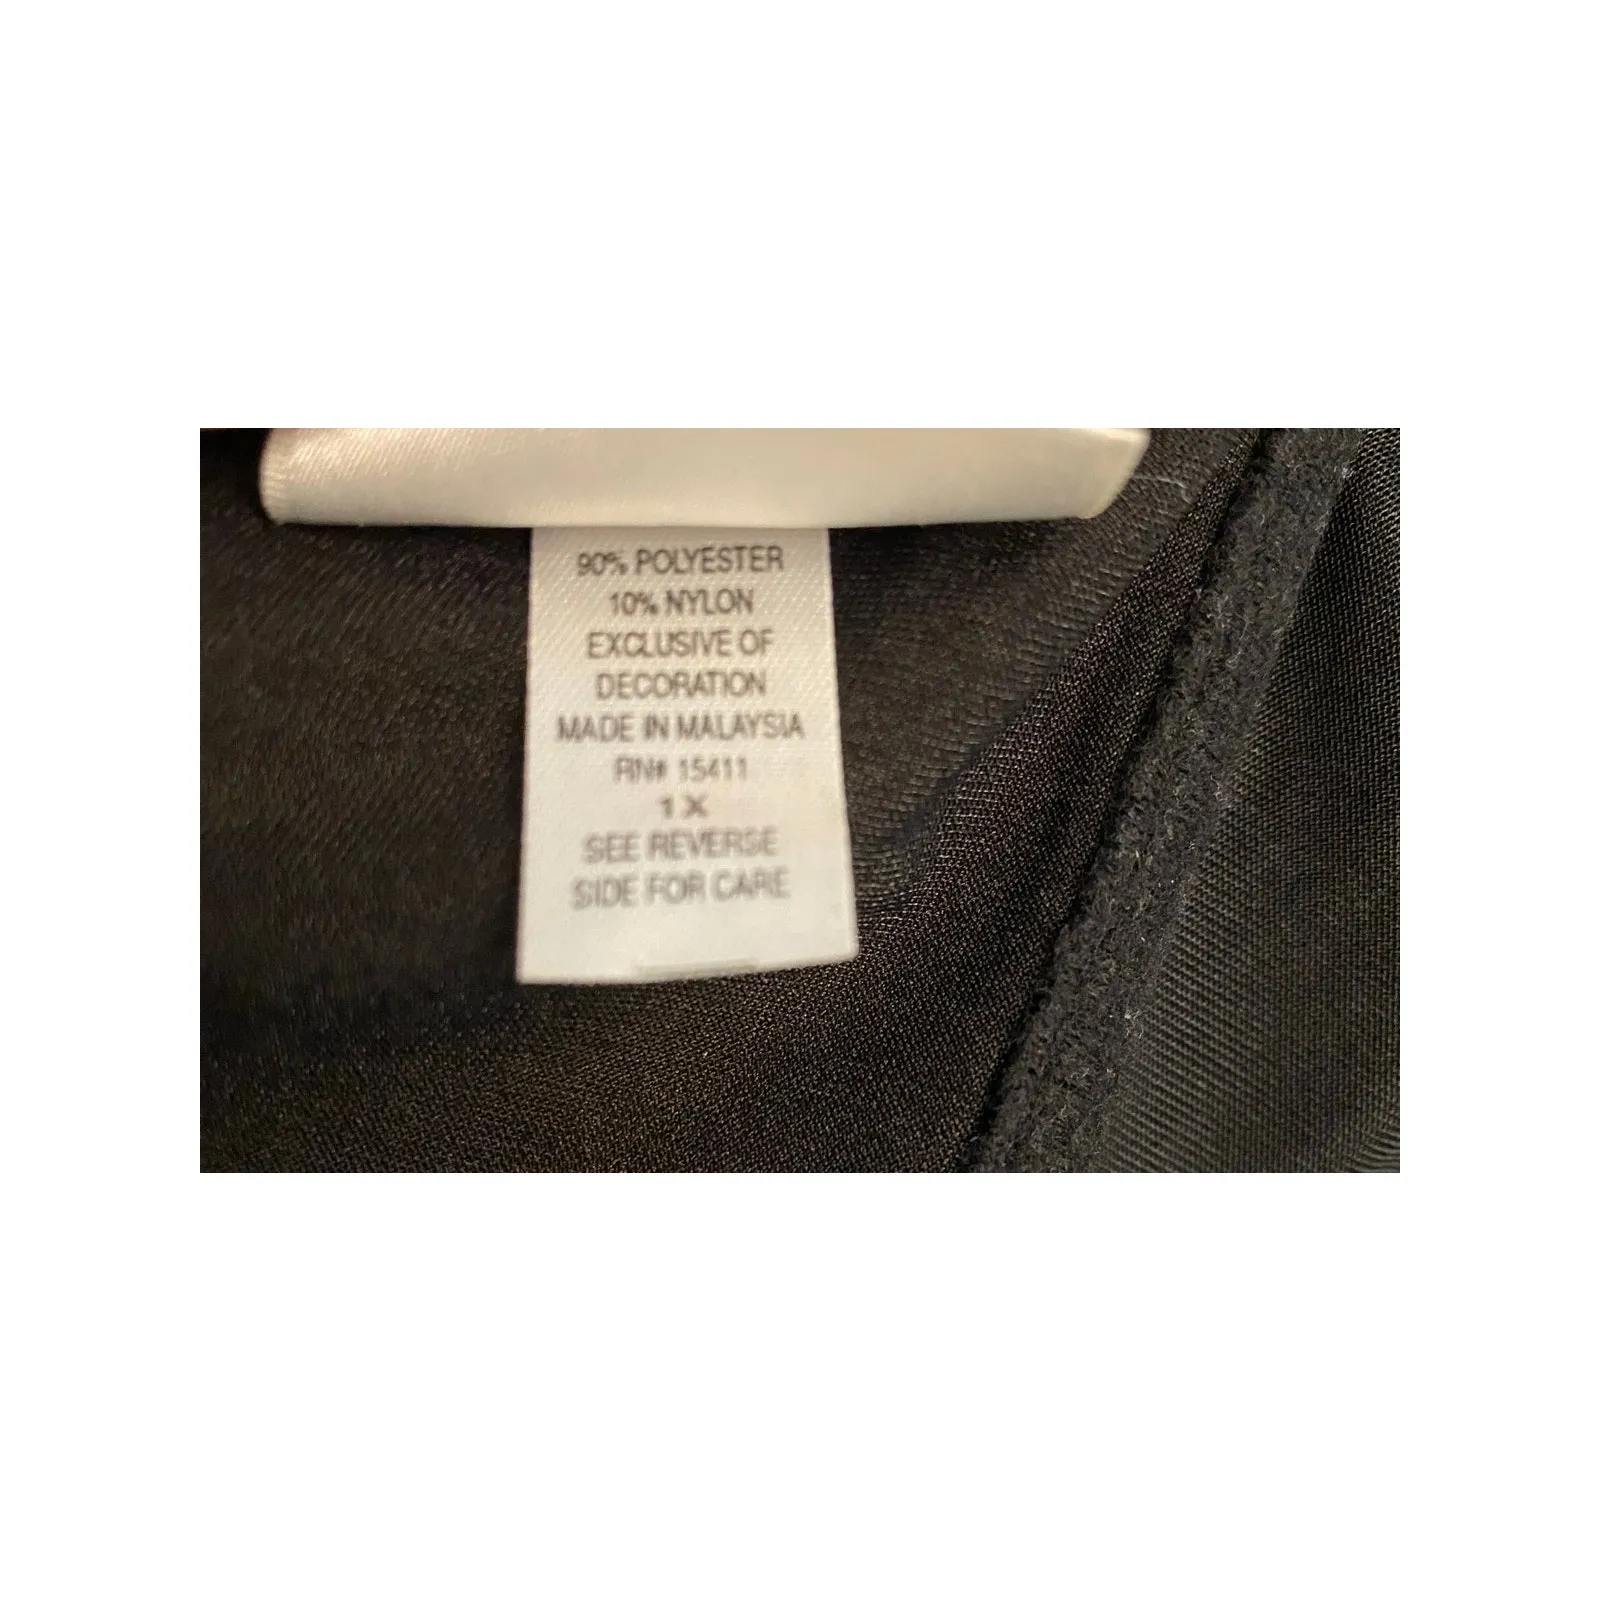 90% POLYESTER
10% NYLON
EXCLUSIVE OF
DECORATION
MADE IN MALAYSIA
RN# 15411
1X
SEE REVERSE
SIDE FOR CARE